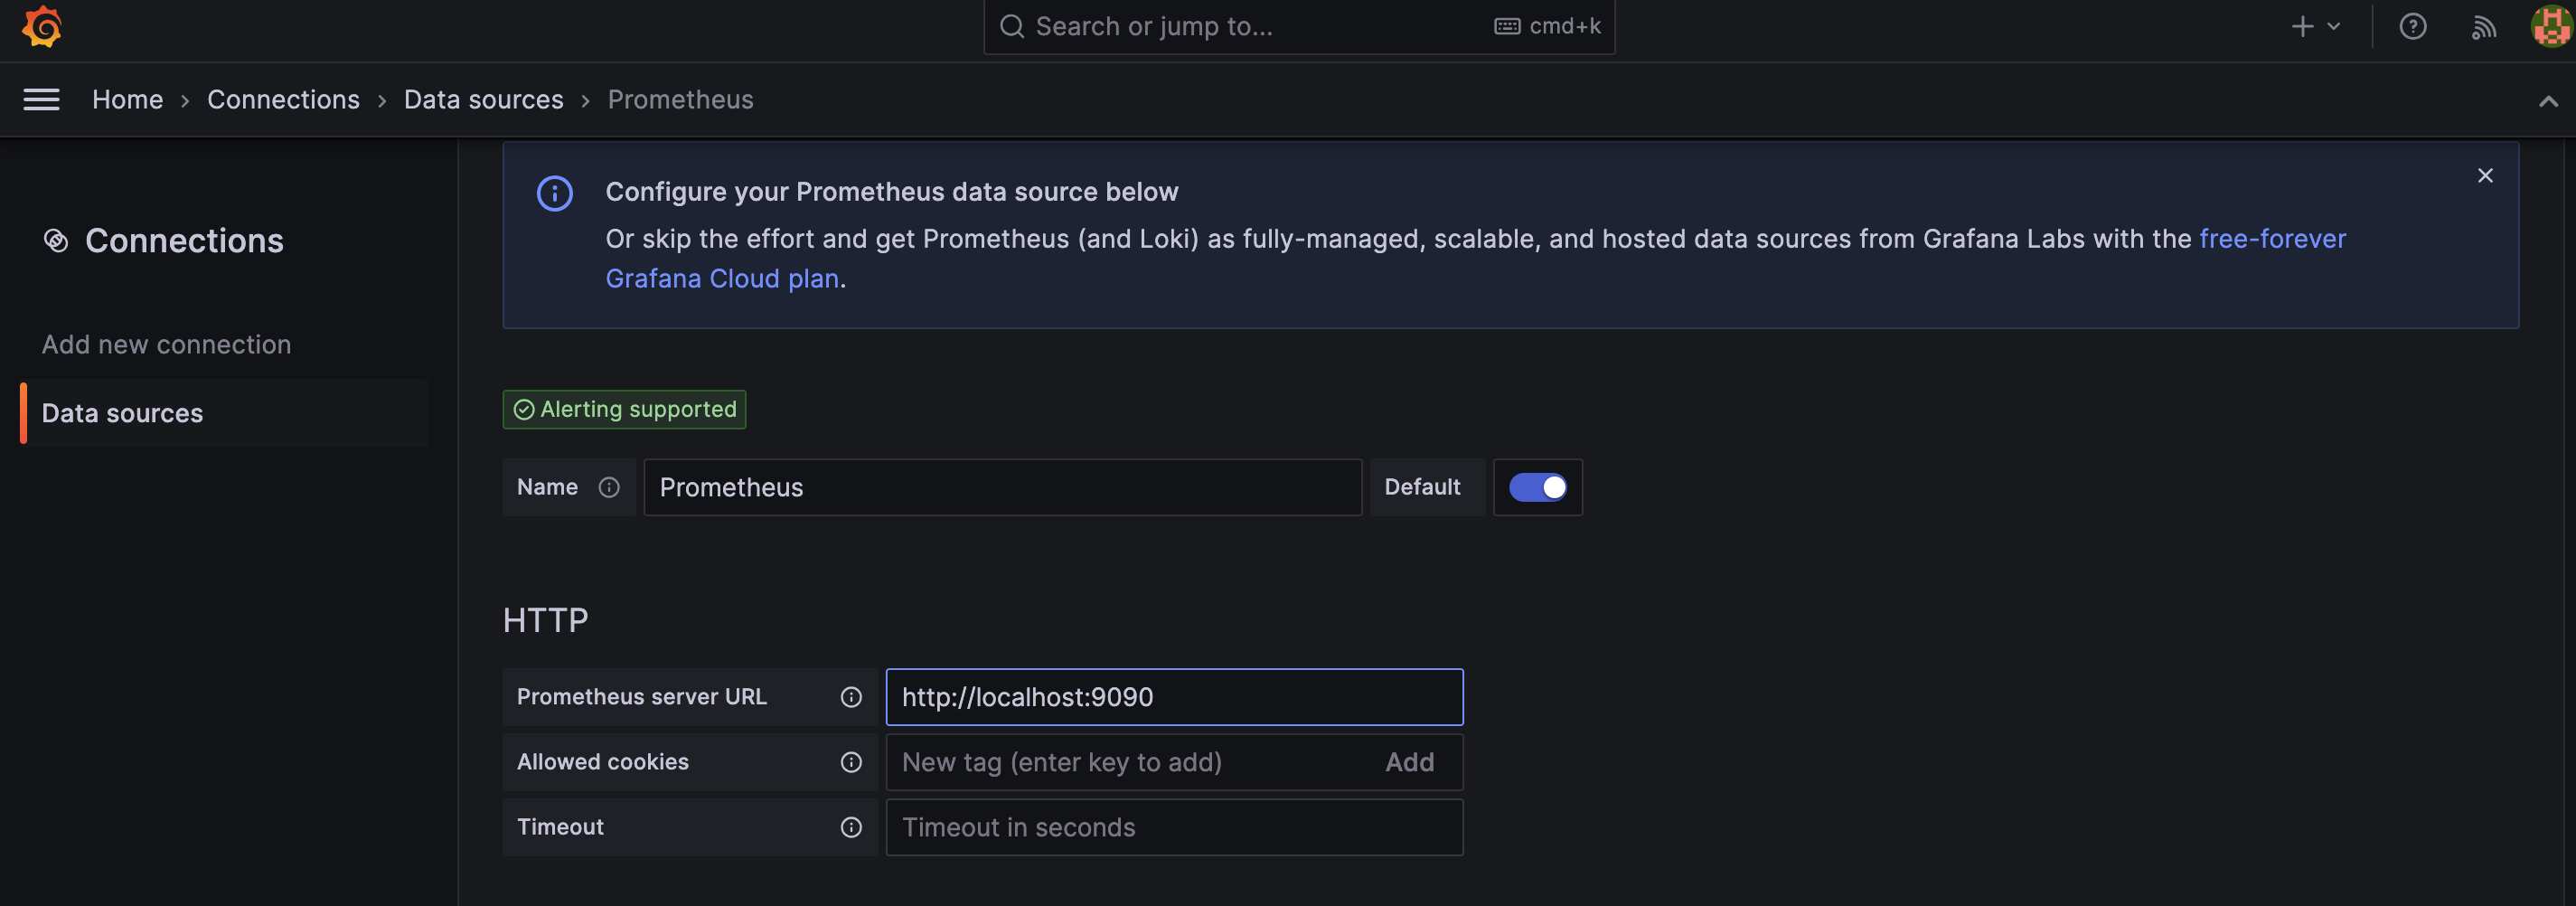 Search or jump to... cmd+k
Home › Connections › Data sources › Prometheus
Connections
Add new connection
Data sources
Configure your Prometheus data source below
Or skip the effort and get Prometheus (and Loki) as fully-managed, scalable, and hosted data sources from Grafana Labs with the free-forever
Grafana Cloud plan.
Alerting supported
Name Prometheus Default
HTTP
Prometheus server URL http://localhost:9090
Allowed cookies New tag (enter key to add) Add
Timeout Timeout in seconds